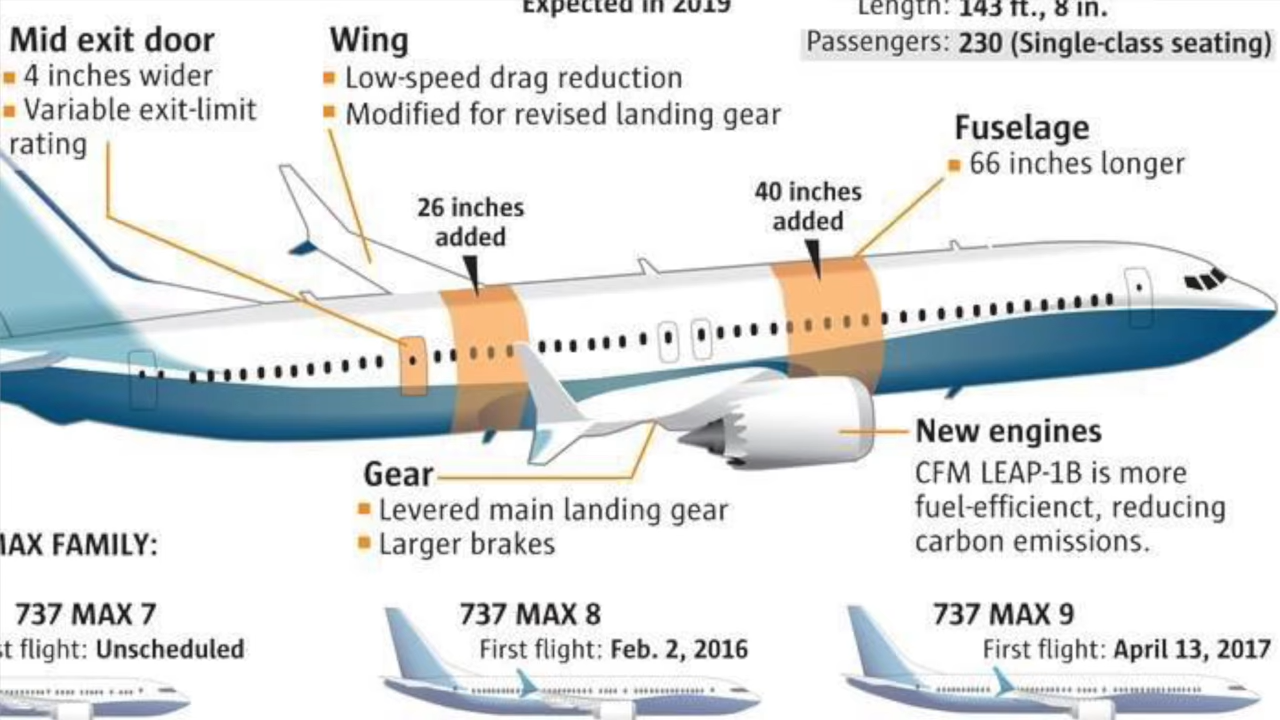 Expected in 2019
Length: 143 ft., 8 in.
Passengers: 230 (Single-class seating)
Mid exit door
4 inches wider
Variable exit-limit
rating
Wing
Low-speed drag reduction
Modified for revised landing gear
Fuselage
66 inches longer
26 inches
added
40 inches
added
Gear
Levered main landing gear
Larger brakes
New engines
CFM LEAP-1B is more
fuel-efficienct, reducing
carbon emissions.
MAX FAMILY:
737 MAX 7
st flight: Unscheduled
737 MAX 8
First flight: Feb. 2, 2016
737 MAX 9
First flight: April 13, 2017